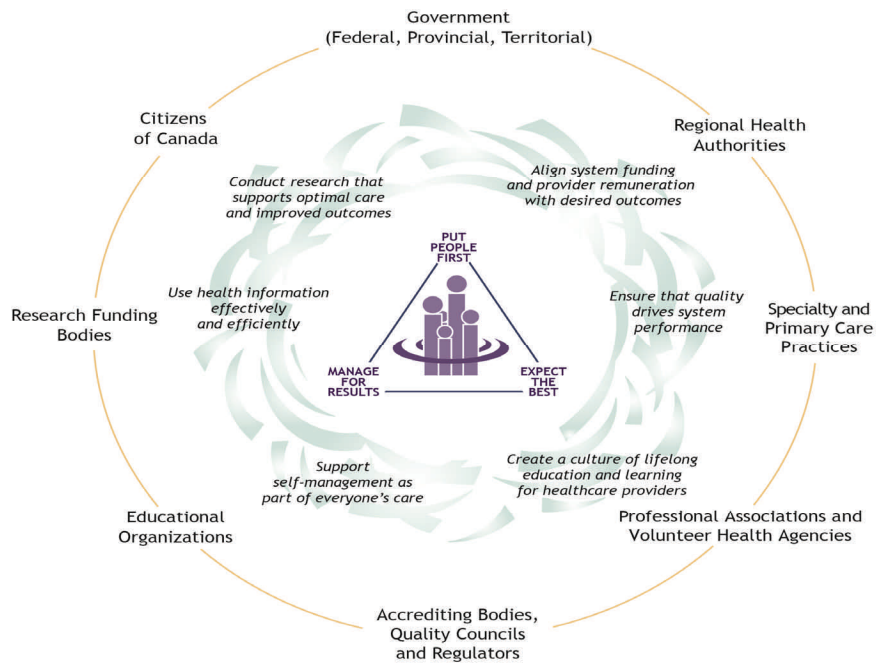 Government
(Federal, Provincial, Territorial)
Citizens
of Canada
Regional Health
Authorities
Conduct research that
supports optimal care
and improved outcomes
Align system funding
and provider remuneration
with desired outcomes
PUT
PEOPLE
FIRST
Use health information
effectively
and efficiently
Ensure that quality
drives system
performance
Research Funding
Bodies
Specialty and
Primary Care
Practices
MANAGE
FOR
RESULTS
EXPECT
THE
BEST
Support
self-management as
part of everyone's care
Create a culture of lifelong
education and learning
for healthcare providers
Educational
Organizations
Professional Associations and
Volunteer Health Agencies
Accrediting Bodies,
Quality Councils
and Regulators